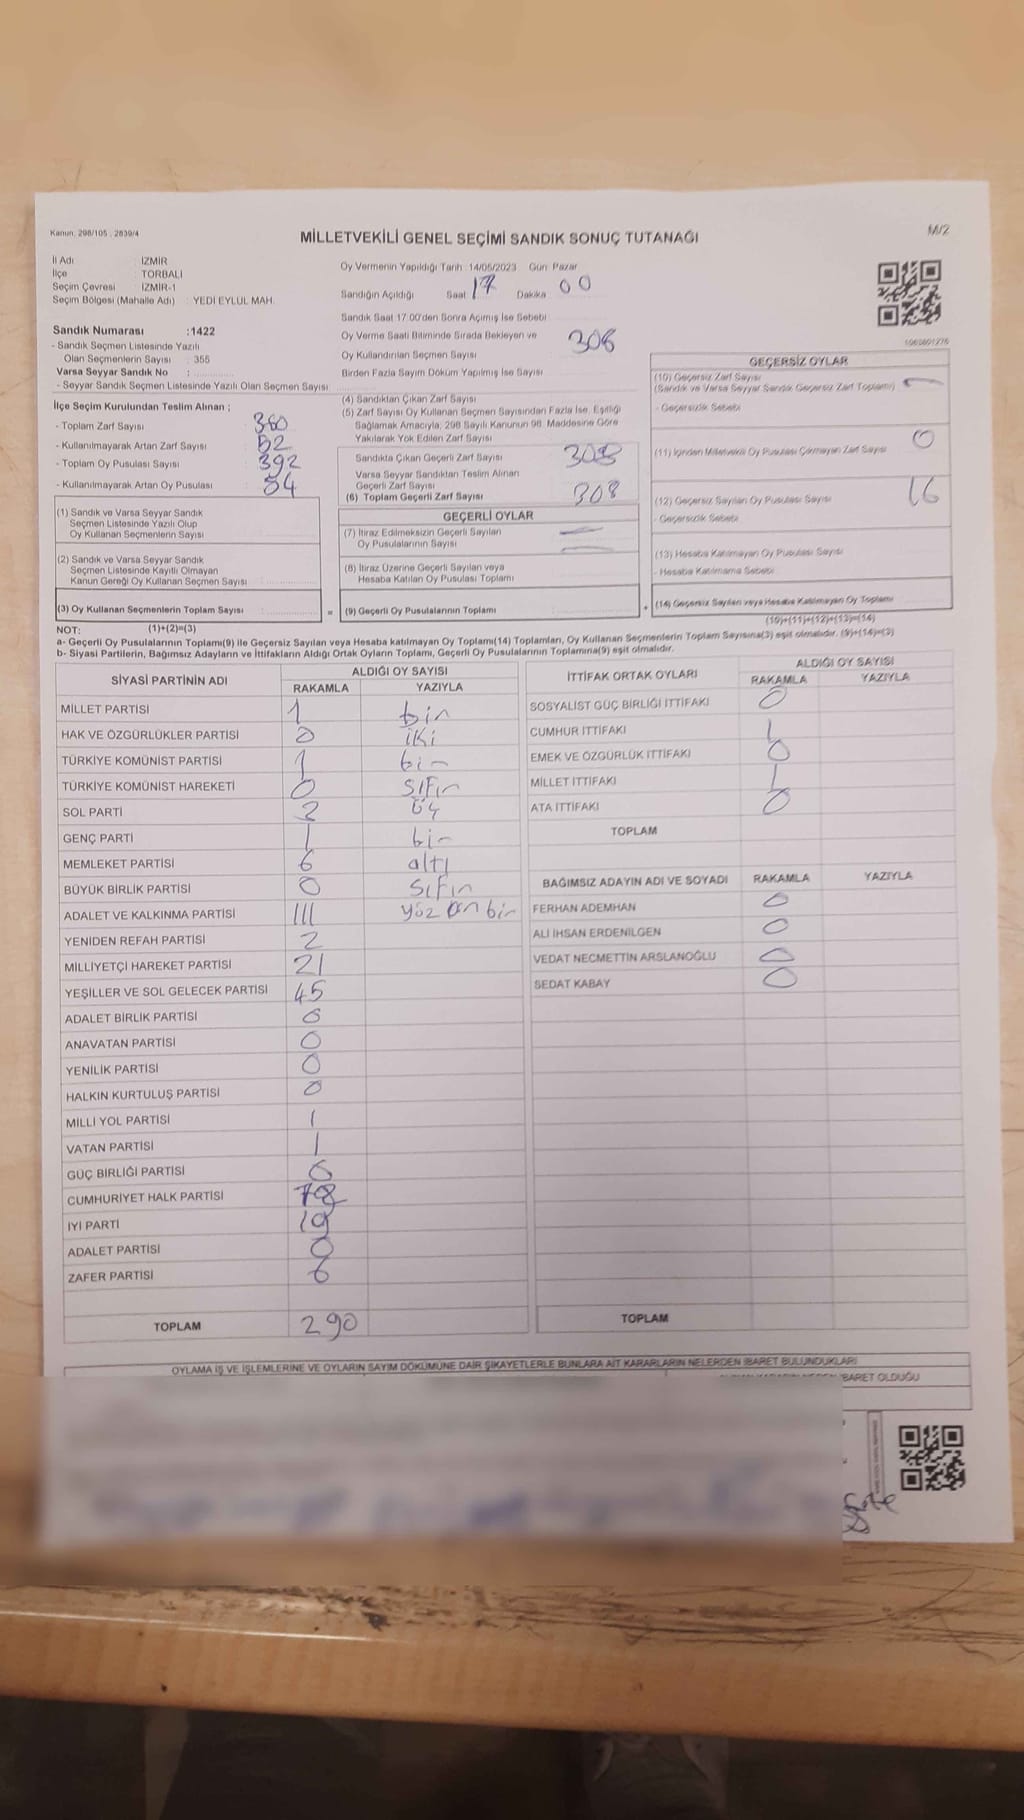 Kanun: 298/105 : 2839/4
MİLLETVEKİLİ GENEL SEÇİMİ SANDIK SONUÇ TUTANAĞI
M/2
İl Adı : İZMİR
İlçe : TORBALI
Seçim Çevresi : İZMİR-1
Seçim Bölgesi (Mahalle Adı) : YEDİ EYLÜL MAH.
Oy Vermenin Yapıldığı Tarih :14/05/2023 Gün: Pazar
Sandığın Açıldığı Saat 17 Dakika 00
Sandık Saat 17:00'den Sonra Açılmış İse Sebebi
Sandık Numarası :1422
- Sandık Seçmen Listesinde Yazılı
Olan Seçmenlerin Sayısı : 355
Varsa Seyyar Sandık No :
- Seyyar Sandık Seçmen Listesinde Yazılı Olan Seçmen Sayısı:
Oy Verme Saati Bitiminde Sırada Bekleyen ve 306
Oy Kullandırılan Seçmen Sayısı
Birden Fazla Sayım Döküm Yapılmış İse Sayısı
İlçe Seçim Kurulundan Teslim Alınan ;
- Toplam Zarf Sayısı : 360
- Kullanılmayarak Artan Zarf Sayısı : 52
- Toplam Oy Pusulası Sayısı : 392
- Kullanılmayarak Artan Oy Pusulası : 84
(4) Sandıktan Çıkan Zarf Sayısı
(5) Zarf Sayısı Oy Kullanan Seçmen Sayısından Fazla İse, Eşitliği
Sağlamak Amacıyla, 298 Sayılı Kanunun 98. Maddesine Göre
Yakılarak Yok Edilen Zarf Sayısı
Sandıkta Çıkan Geçerli Zarf Sayısı 308
Varsa Seyyar Sandıktan Teslim Alınan
Geçerli Zarf Sayısı
(6) Toplam Geçerli Zarf Sayısı 308
GEÇERSİZ OYLAR
(10) Geçersiz Zarf Sayısı
(Sandık ve Varsa Seyyar Sandık Geçersiz Zarf Toplamı)
- Geçersizlik Sebebi
(11) İçinden Milletvekili Oy Pusulası Çıkmayan Zarf Sayısı 0
(12) Geçersiz Sayılan Oy Pusulası Sayısı 16
- Geçersizlik Sebebi
(13) Hesaba Katılmayan Oy Pusulası Sayısı
- Hesaba Katılmama Sebebi
(14) Geçersiz Sayılan veya Hesaba Katılmayan Oy Toplamı
(10)+(11)+(12)+(13)=(14)
(1) Sandık ve Varsa Seyyar Sandık
Seçmen Listesinde Yazılı Olup
Oy Kullanan Seçmenlerin Sayısı
(2) Sandık ve Varsa Seyyar Sandık
Seçmen Listesinde Kayıtlı Olmayan
Kanun Gereği Oy Kullanan Seçmen Sayısı
(3) Oy Kullanan Seçmenlerin Toplam Sayısı =
(1)+(2)=(3)
GEÇERLİ OYLAR
(7) İtiraz Edilmeksizin Geçerli Sayılan
Oy Pusulalarının Sayısı
(8) İtiraz Üzerine Geçerli Sayılan veya
Hesaba Katılan Oy Pusulası Toplamı
(9) Geçerli Oy Pusulalarının Toplamı +
NOT:
a- Geçerli Oy Pusulalarının Toplamı(9) ile Geçersiz Sayılan veya Hesaba katılmayan Oy Toplamı(14) Toplamları, Oy Kullanan Seçmenlerin Toplam Sayısına(3) eşit olmalıdır. (9)+(14)=(3)
b- Siyasi Partilerin, Bağımsız Adayların ve İttifakların Aldığı Ortak Oyların Toplamı, Geçerli Oy Pusulalarının Toplamına(9) eşit olmalıdır.
SİYASİ PARTİNİN ADI ALDIĞI OY SAYISI
RAKAMLA YAZIYLA
MİLLET PARTİSİ 1 bir
HAK VE ÖZGÜRLÜKLER PARTİSİ iki
TÜRKİYE KOMÜNİST PARTİSİ 1 bir
TÜRKİYE KOMÜNİST HAREKETİ 0 sıfır
SOL PARTİ 3 üç
GENÇ PARTİ 1 bir
MEMLEKET PARTİSİ 6 altı
BÜYÜK BİRLİK PARTİSİ 0 sıfır
ADALET VE KALKINMA PARTİSİ 111 yüz on bir
YENİDEN REFAH PARTİSİ 2
MİLLİYETÇİ HAREKET PARTİSİ 21
YEŞİLLER VE SOL GELECEK PARTİSİ 45
ADALET BİRLİK PARTİSİ 0
ANAVATAN PARTİSİ 0
YENİLİK PARTİSİ 0
HALKIN KURTULUŞ PARTİSİ 0
MİLLİ YOL PARTİSİ 1
VATAN PARTİSİ 1
GÜÇ BİRLİĞİ PARTİSİ 0
CUMHURİYET HALK PARTİSİ 78
İYİ PARTİ 19
ADALET PARTİSİ 0
ZAFER PARTİSİ 6
TOPLAM 290
İTTİFAK ORTAK OYLARI ALDIĞI OY SAYISI
RAKAMLA YAZIYLA
SOSYALİST GÜÇ BİRLİĞİ İTTİFAKI 0
CUMHUR İTTİFAKI 1
EMEK VE ÖZGÜRLÜK İTTİFAKI 0
MİLLET İTTİFAKI 1
ATA İTTİFAKI 0
TOPLAM
BAĞIMSIZ ADAYIN ADI VE SOYADI RAKAMLA YAZIYLA
FERHAN ADEMHAN 0
ALİ İHSAN ERDENİLGEN 0
VEDAT NECMETTİN ARSLANOĞLU 0
SEDAT KABAY 0
TOPLAM
OYLAMA İŞ VE İŞLEMLERİNE VE OYLARIN SAYIM DÖKÜMÜNE DAİR ŞİKAYETLERLE BUNLARA AİT KARARLARIN NELERDEN İBARET BULUNDUKLARI
İBARET OLDUĞU